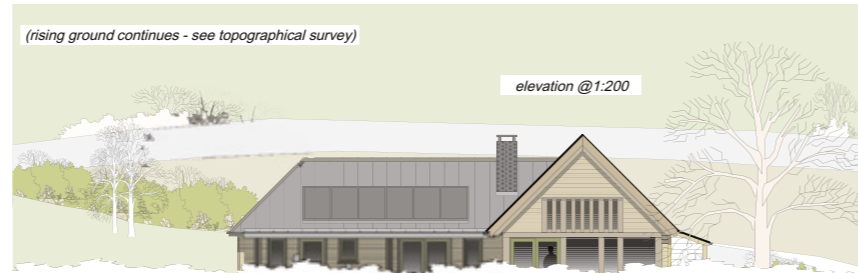 (rising ground continues - see topographical survey)
elevation @1:200